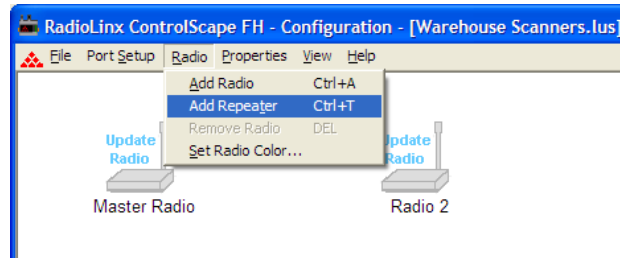 RadioLinx ControlScape FH - Configuration - [Warehouse Scanners.lus]
File Port Setup Radio Properties View Help
Add Radio Ctrl+A
Add Repeater Ctrl+T
Remove Radio DEL
Set Radio Color...
Update
Radio
Master Radio
Update
Radio
Radio 2